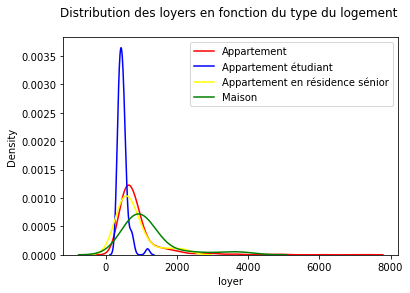 Distribution des loyers en fonction du type du logement
Appartement
Appartement étudiant
Appartement en résidence sénior
Maison
Density
0.0035
0.0030
0.0025
0.0020
0.0015
0.0010
0.0005
0.0000
0
2000
4000
6000
8000
loyer